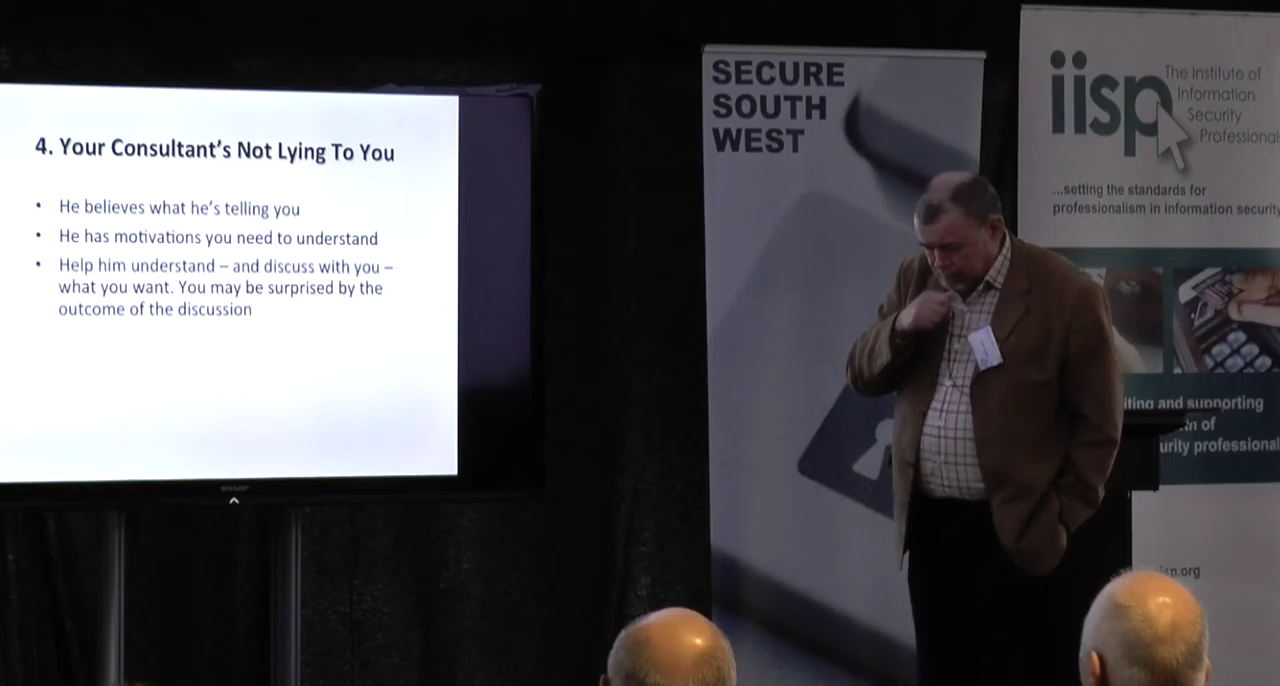 4. Your Consultant's Not Lying To You
• He believes what he's telling you
• He has motivations you need to understand
• Help him understand – and discuss with you –
what you want. You may be surprised by the
outcome of the discussion
SECURE
SOUTH
WEST
iisp
The Institute of
Information
Security
Professional
...setting the standards for
professionalism in information security
iting and supporting
of
urity professional
sp.org